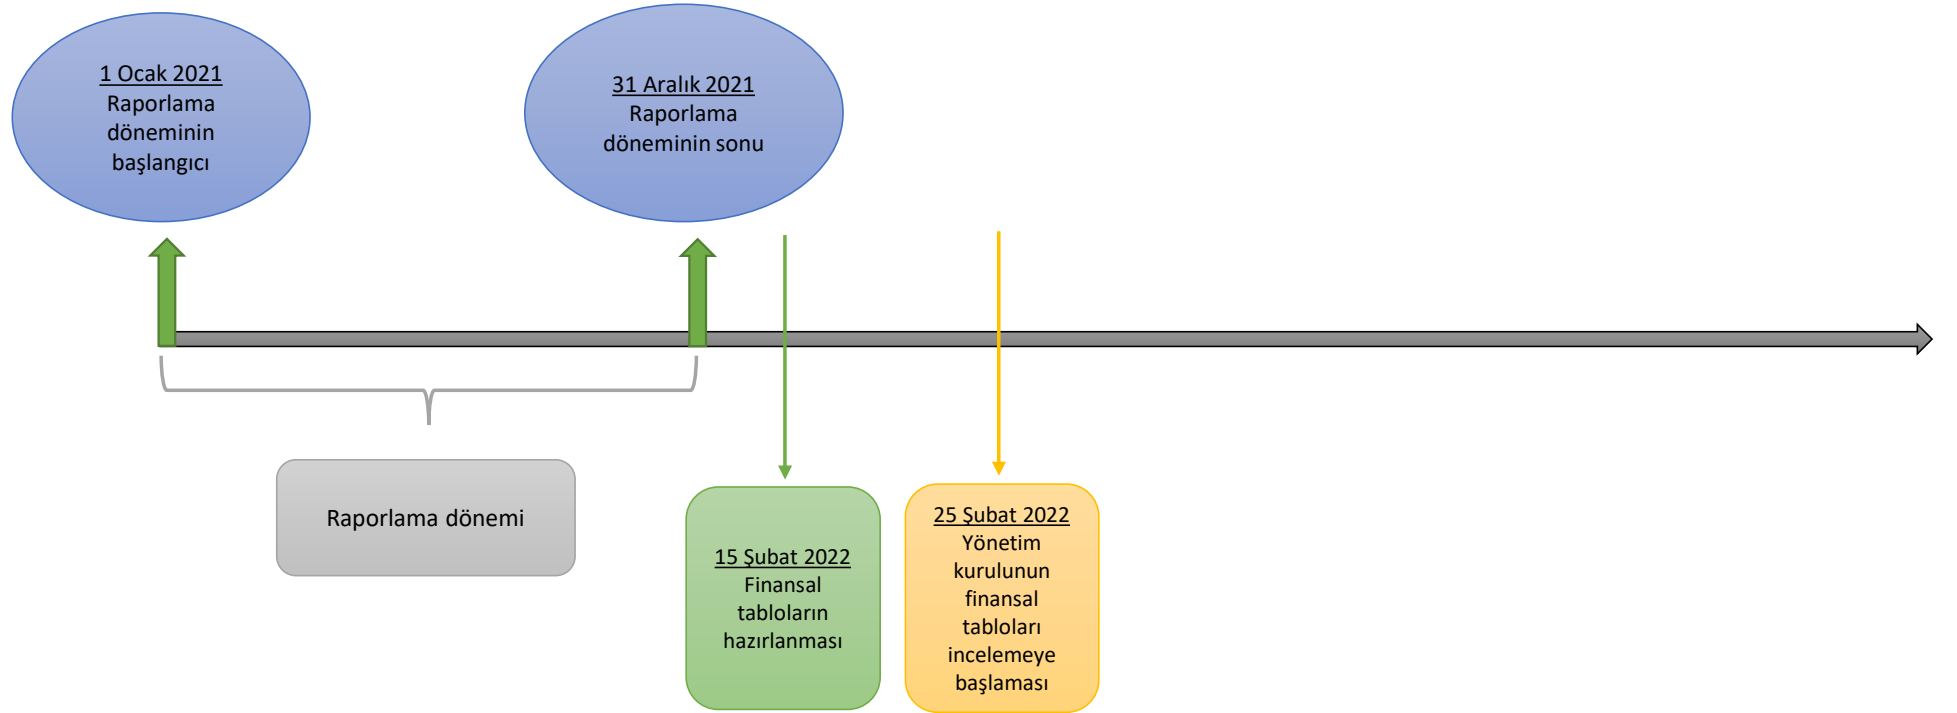 1 Ocak 2021
Raporlama
döneminin
başlangıcı
31 Aralık 2021
Raporlama
döneminin sonu
Raporlama dönemi
15 Şubat 2022
Finansal
tabloların
hazırlanması
25 Şubat 2022
Yönetim
kurulunun
finansal
tabloları
incelemeye
başlaması